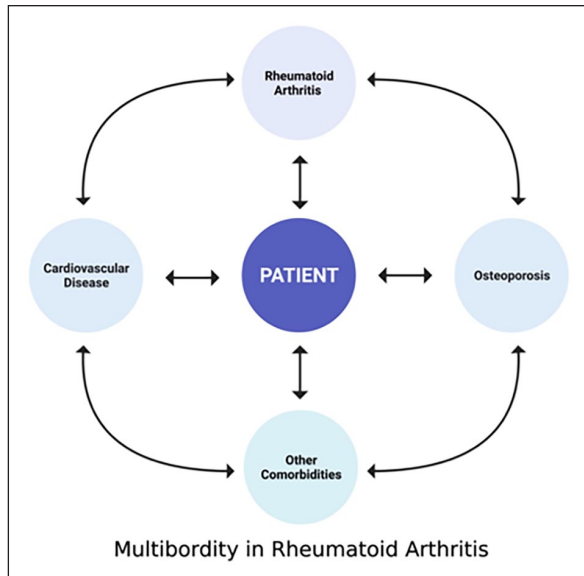 Rheumatoid
Arthritis
Cardiovascular
Disease
PATIENT
Osteoporosis
Other
Comorbidities
Multibordity in Rheumatoid Arthritis